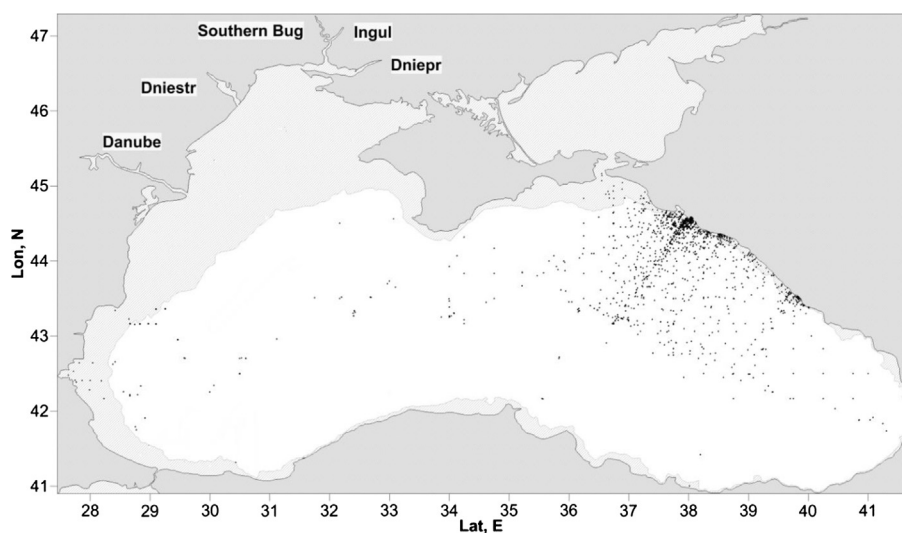 47
Southern Bug
Ingul
Dniepr
Dniestr
46
Danube
45
Lon, N
44
43
42
41
28 29 30 31 32 33 34 35 36 37 38 39 40 41
Lat, E